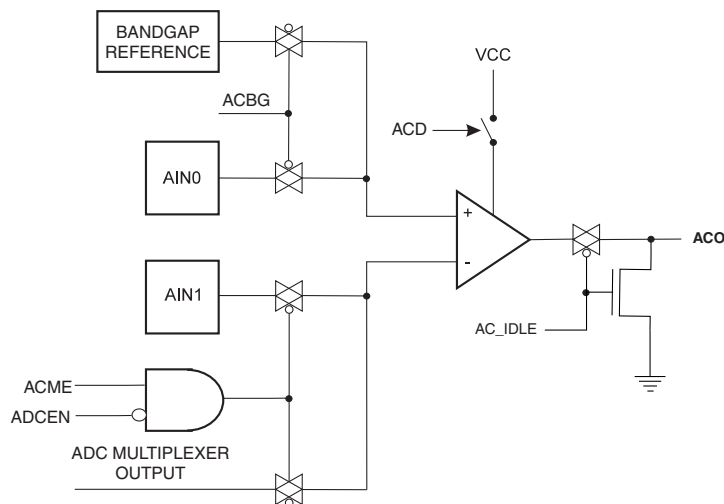 BANDGAP
REFERENCE
VCC
ACBG
ACD
AIN0
+
ACO
-
AIN1
AC_IDLE
ACME
ADCEN
ADC MULTIPLEXER
OUTPUT